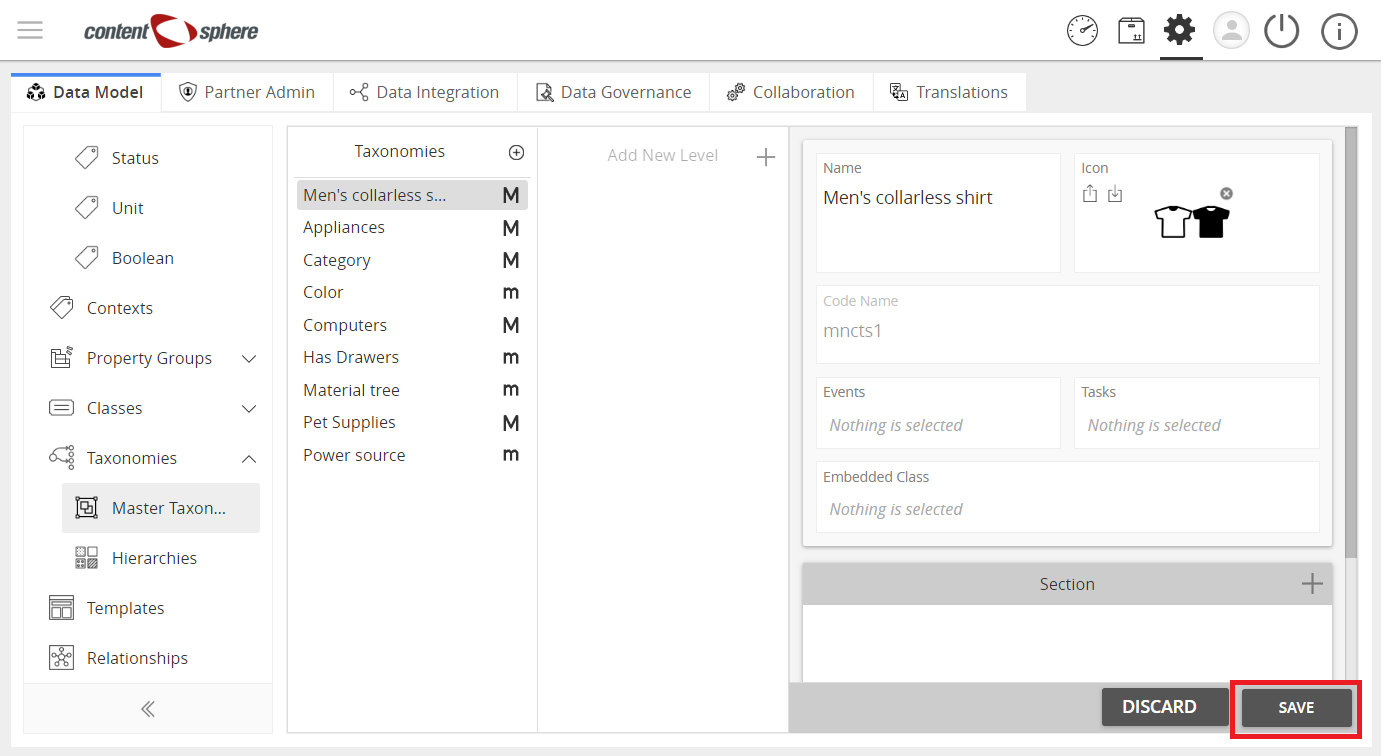 content sphere
Data Model
Partner Admin
Data Integration
Data Governance
Collaboration
Translations
Status
Unit
Boolean
Contexts
Property Groups
Classes
Taxonomies
Master Taxon...
Hierarchies
Templates
Relationships
Taxonomies
Men's collarless s... M
Appliances M
Category M
Color m
Computers M
Has Drawers m
Material tree m
Pet Supplies M
Power source m
Add New Level
Name
Men's collarless shirt
Icon
Code Name
mncts1
Events
Nothing is selected
Tasks
Nothing is selected
Embedded Class
Nothing is selected
Section
DISCARD
SAVE